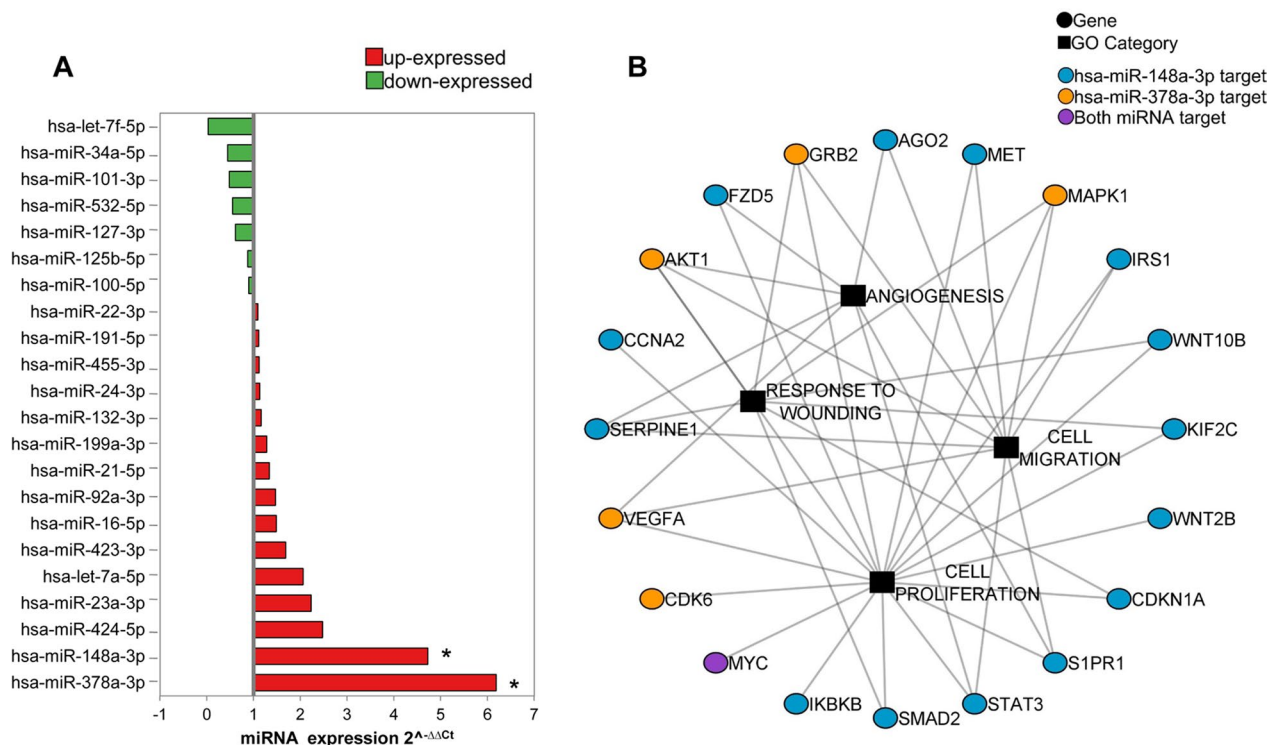 A
up-expressed
down-expressed
hsa-let-7f-5p
hsa-miR-34a-5p
hsa-miR-101-3p
hsa-miR-532-5p
hsa-miR-127-3p
hsa-miR-125b-5p
hsa-miR-100-5p
hsa-miR-22-3p
hsa-miR-191-5p
hsa-miR-455-3p
hsa-miR-24-3p
hsa-miR-132-3p
hsa-miR-199a-3p
hsa-miR-21-5p
hsa-miR-92a-3p
hsa-miR-16-5p
hsa-miR-423-3p
hsa-let-7a-5p
hsa-miR-23a-3p
hsa-miR-424-5p
hsa-miR-148a-3p *
hsa-miR-378a-3p *
-1 0 1 2 3 4 5 6 7
miRNA expression 2^-ΔΔCt
B
Gene
GO Category
hsa-miR-148a-3p target
hsa-miR-378a-3p target
Both miRNA target
AGO2
GRB2
MET
FZD5
MAPK1
AKT1
IRS1
ANGIOGENESIS
CCNA2
WNT10B
RESPONSE TO
WOUNDING
SERPINE1
KIF2C
CELL
MIGRATION
VEGFA
WNT2B
CELL
PROLIFERATION
CDK6
CDKN1A
MYC
S1PR1
IKBKB
STAT3
SMAD2